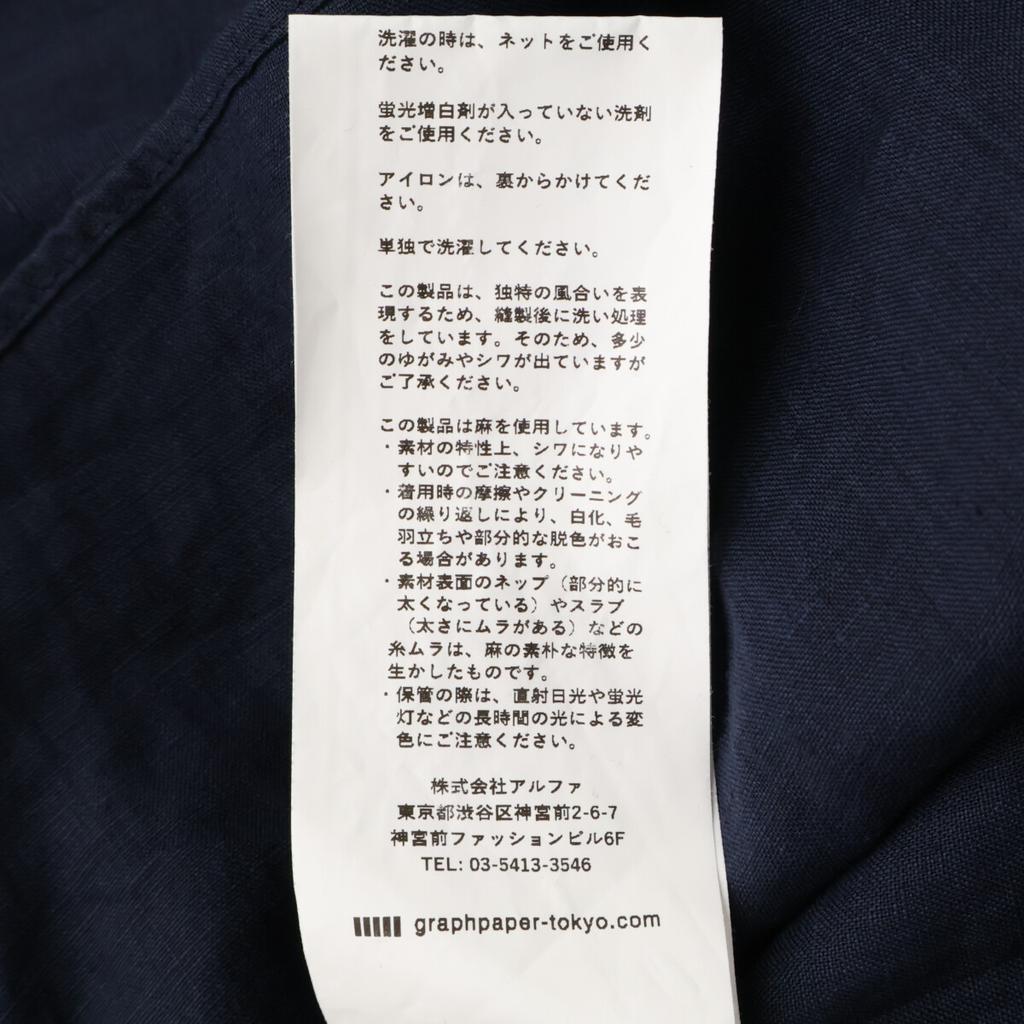 洗濯の時は、ネットをご使用く
ださい。
蛍光増白剤が入っていない洗剤
をご使用ください。
アイロンは、裏からかけてくだ
さい。
単独で洗濯してください。
この製品は、独特の風合いを表
現するため、縫製後に洗い処理
をしています。そのため、多少
のゆがみやシワが出ていますが
ご了承ください。
この製品は麻を使用しています。
・素材の特性上、シワになりや
すいのでご注意ください。
・着用時の摩擦やクリーニング
の繰り返しにより、白化、毛
羽立ちや部分的な脱色がおこ
る場合があります。
・素材表面のネップ（部分的に
太くなっている）やスラブ
（太さにムラがある）などの
糸ムラは、麻の素朴な特徴を
生かしたものです。
・保管の際は、直射日光や蛍光
灯などの長時間の光による変
色にご注意ください。
株式会社アルファ
東京都渋谷区神宮前2-6-7
神宮前ファッションビル6F
TEL: 03-5413-3546
graphpaper-tokyo.com